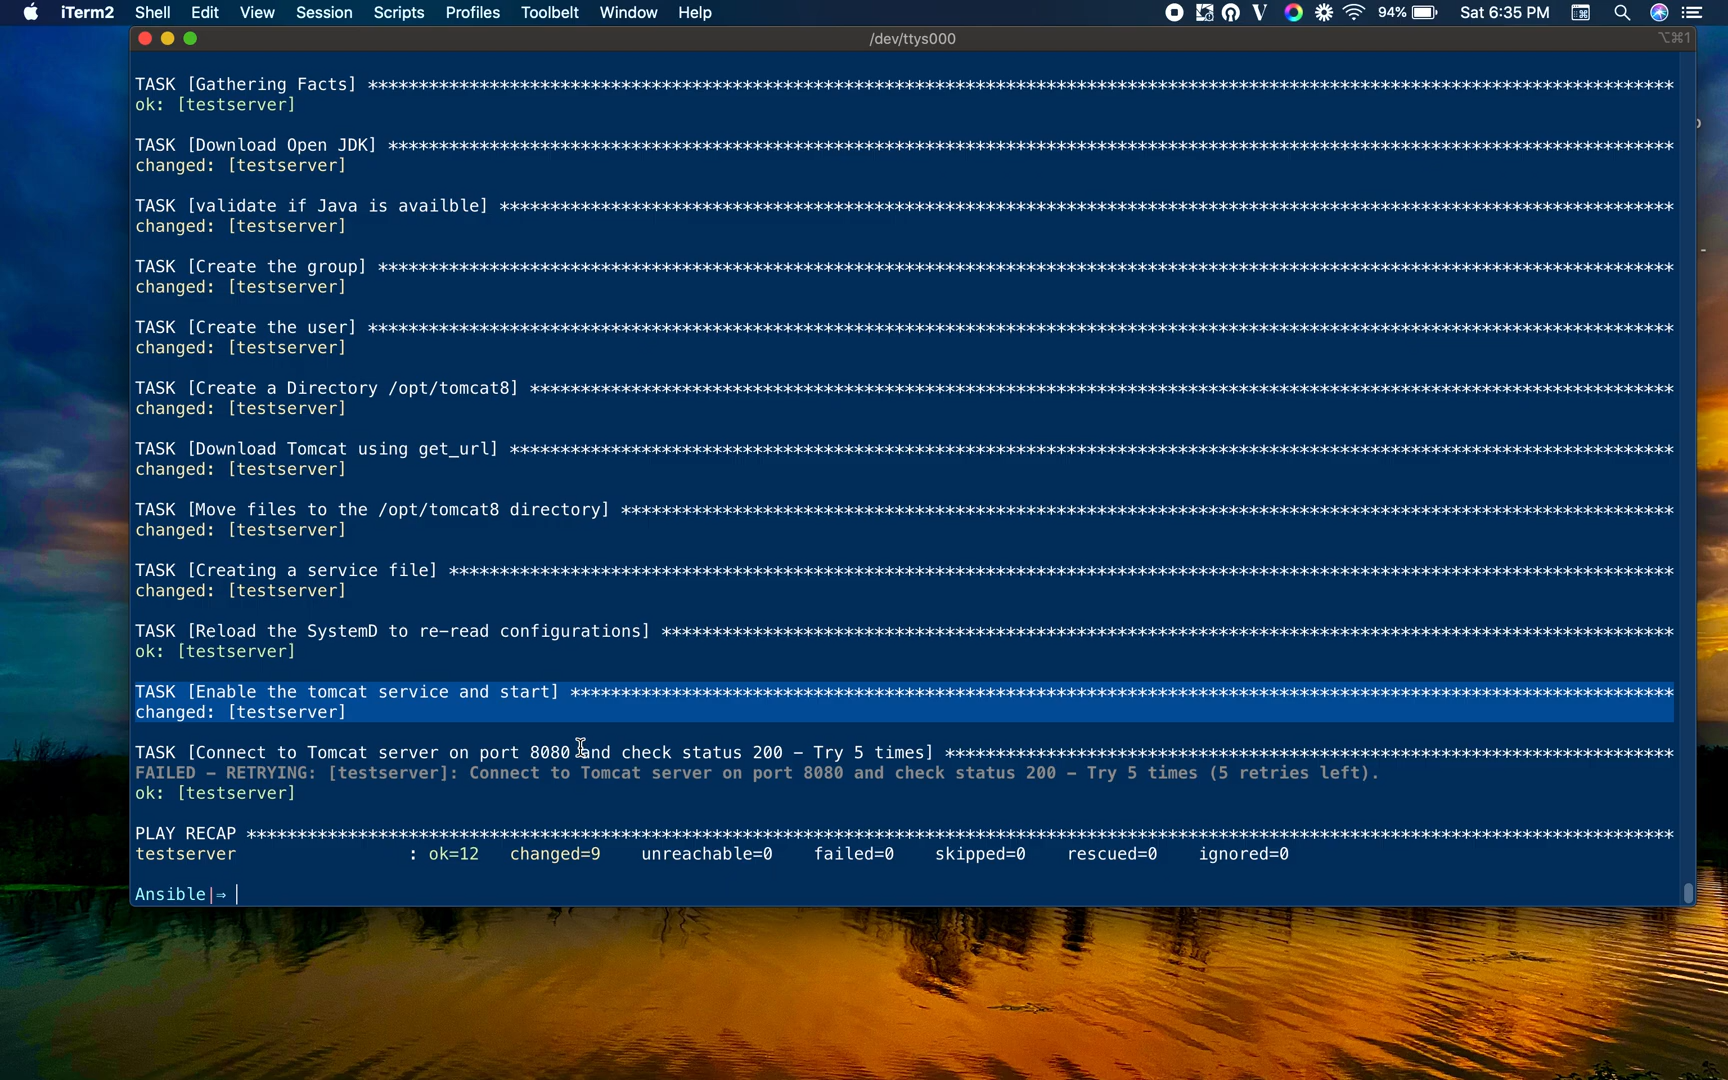 iTerm2 Shell Edit View Session Scripts Profiles Toolbelt Window Help V 94% Sat 6:35 PM
/dev/ttys000 ⌥⌘1
TASK [Gathering Facts] *********************************************************************************************************************************
ok: [testserver]
TASK [Download Open JDK] *******************************************************************************************************************************
changed: [testserver]
TASK [validate if Java is availble] ********************************************************************************************************************
changed: [testserver]
TASK [Create the group] ********************************************************************************************************************************
changed: [testserver]
TASK [Create the user] *********************************************************************************************************************************
changed: [testserver]
TASK [Create a Directory /opt/tomcat8] *****************************************************************************************************************
changed: [testserver]
TASK [Download Tomcat using get_url] *******************************************************************************************************************
changed: [testserver]
TASK [Move files to the /opt/tomcat8 directory] ********************************************************************************************************
changed: [testserver]
TASK [Creating a service file] *************************************************************************************************************************
changed: [testserver]
TASK [Reload the SystemD to re-read configurations] ****************************************************************************************************
ok: [testserver]
TASK [Enable the tomcat service and start] *************************************************************************************************************
changed: [testserver]
TASK [Connect to Tomcat server on port 8080 and check status 200 – Try 5 times] ************************************************************************
FAILED – RETRYING: [testserver]: Connect to Tomcat server on port 8080 and check status 200 – Try 5 times (5 retries left).
ok: [testserver]
PLAY RECAP *********************************************************************************************************************************************
testserver : ok=12 changed=9 unreachable=0 failed=0 skipped=0 rescued=0 ignored=0
Ansible|⇒